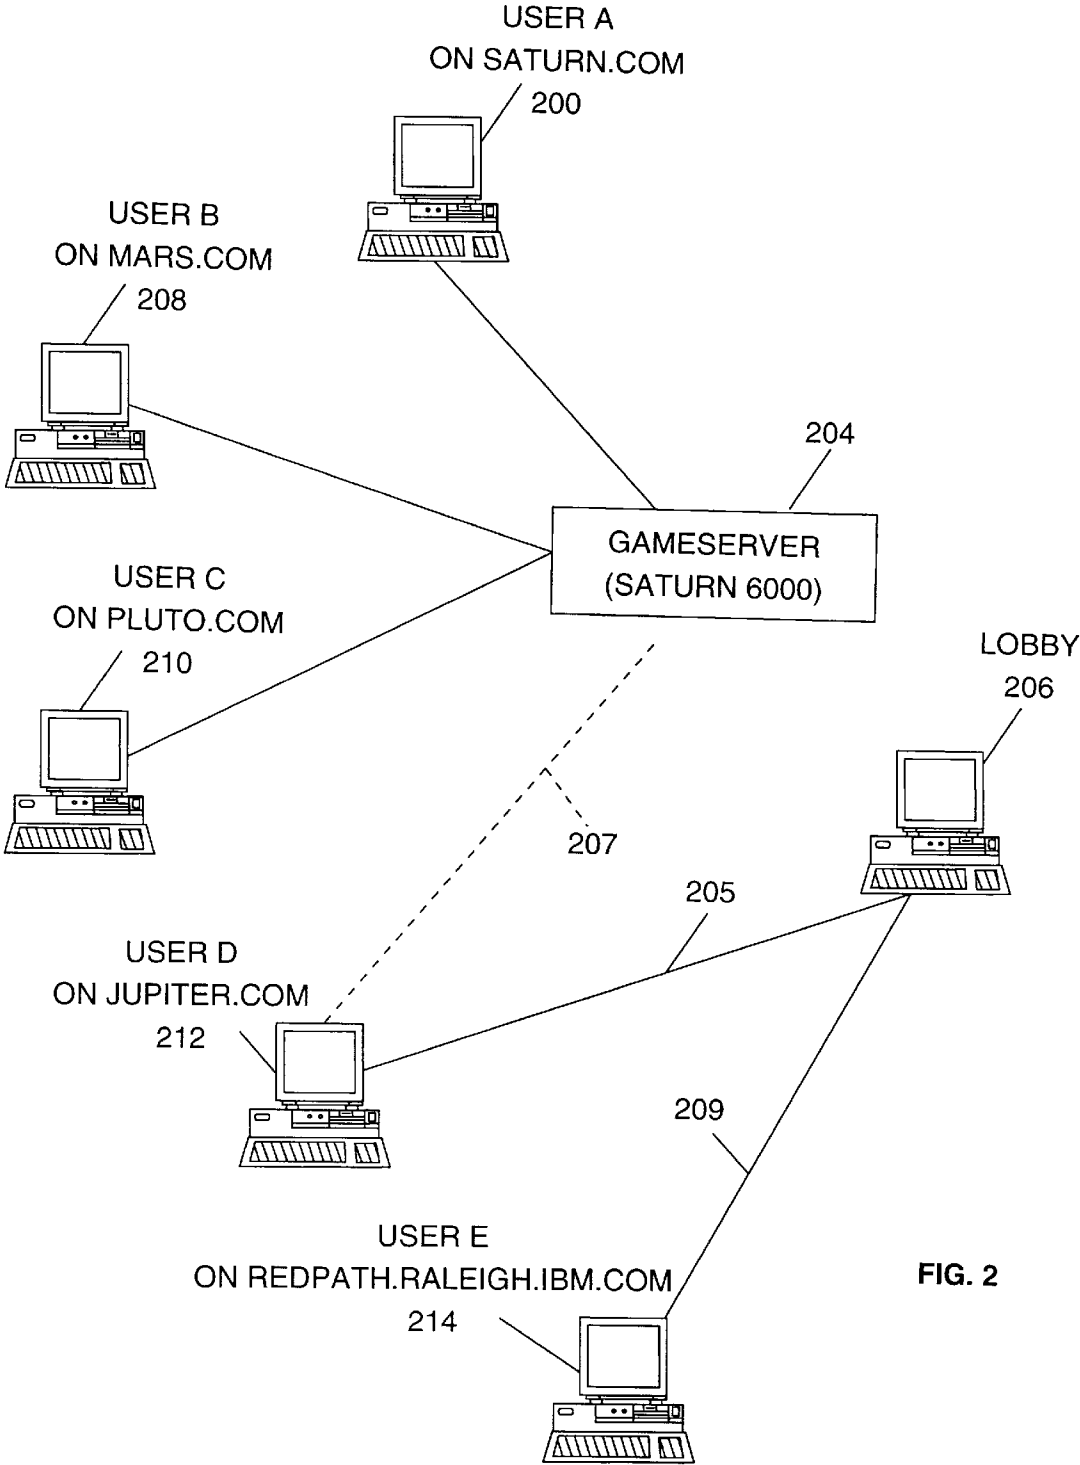 USER A
ON SATURN.COM
200
USER B
ON MARS.COM
208
204
GAMESERVER
(SATURN 6000)
USER C
ON PLUTO.COM
210
LOBBY
206
207
205
USER D
ON JUPITER.COM
212
209
USER E
ON REDPATH.RALEIGH.IBM.COM
214
FIG. 2